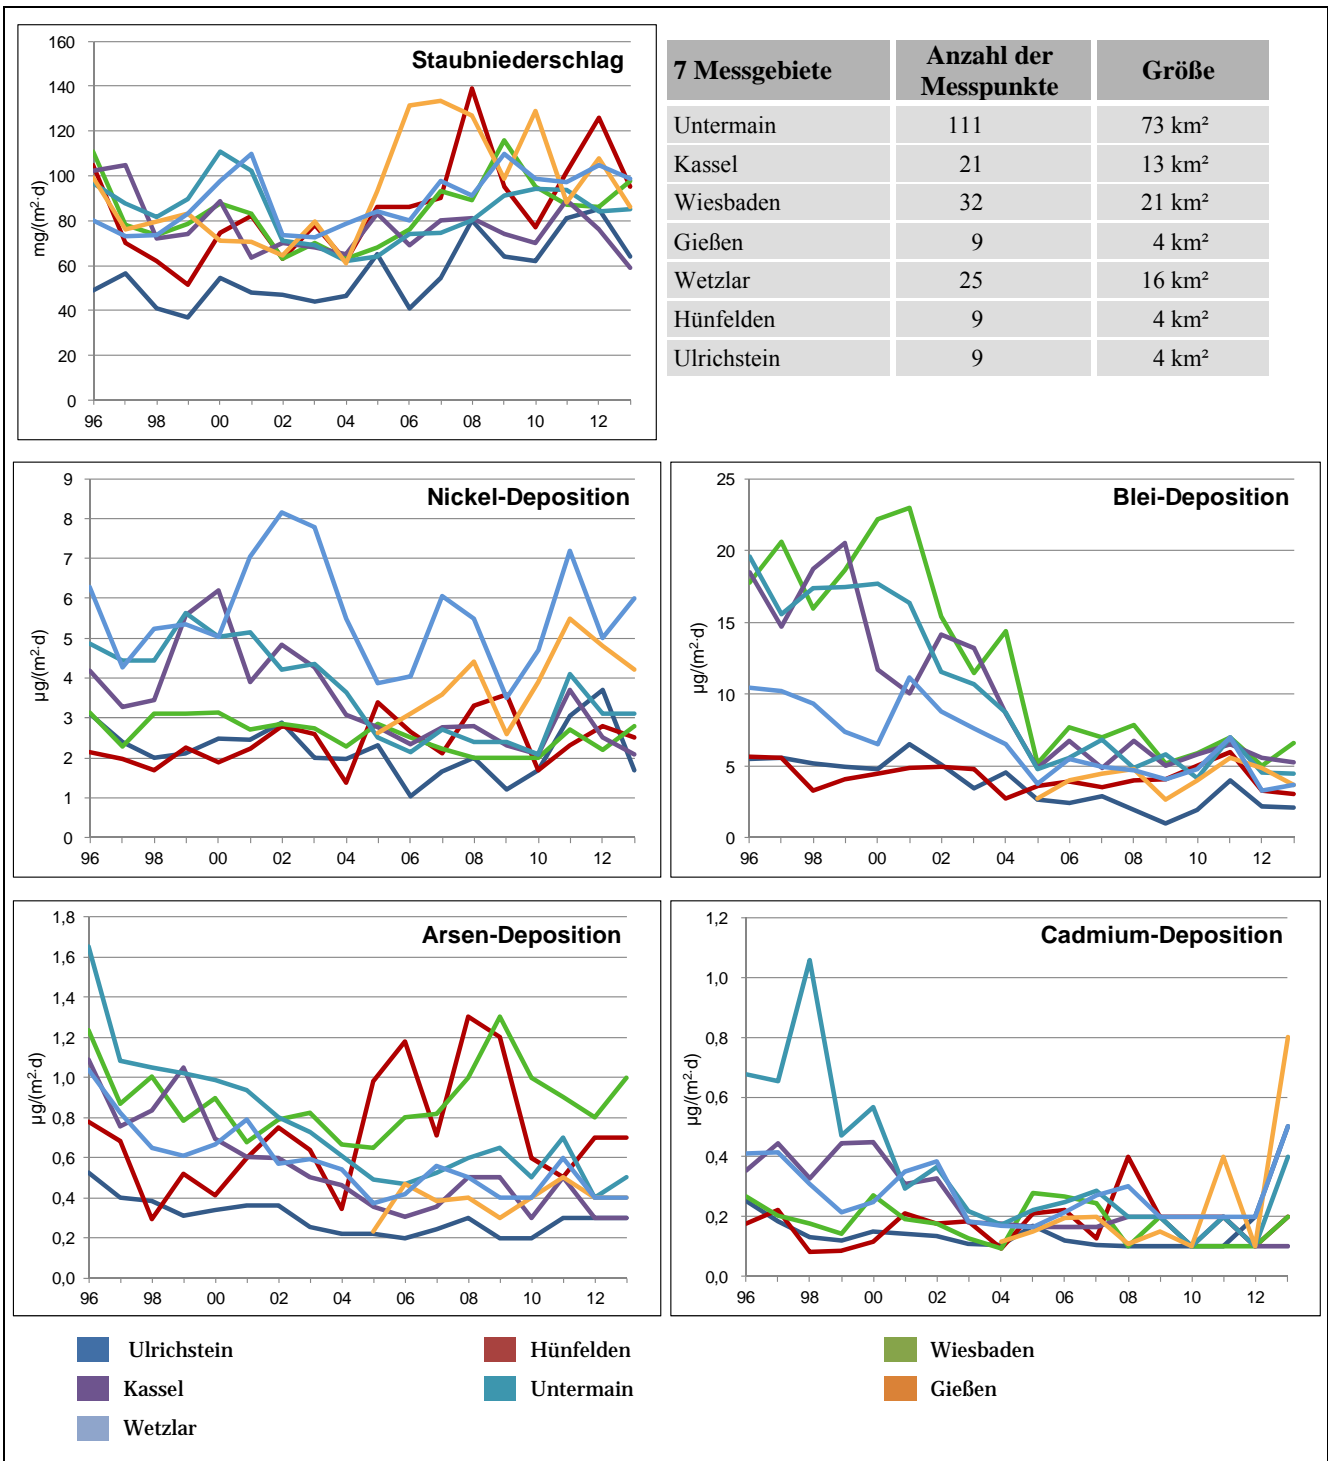 Staubniederschlag
mg/(m²·d)
160
140
120
100
80
60
40
20
0
96 98 00 02 04 06 08 10 12
7 Messgebiete Anzahl der Messpunkte Größe
Untermain 111 73 km²
Kassel 21 13 km²
Wiesbaden 32 21 km²
Gießen 9 4 km²
Wetzlar 25 16 km²
Hünfelden 9 4 km²
Ulrichstein 9 4 km²
Nickel-Deposition
µg/(m²·d)
9
8
7
6
5
4
3
2
1
0
96 98 00 02 04 06 08 10 12
Blei-Deposition
µg/(m²·d)
25
20
15
10
5
0
96 98 00 02 04 06 08 10 12
Arsen-Deposition
µg/(m²·d)
1,8
1,6
1,4
1,2
1,0
0,8
0,6
0,4
0,2
0,0
96 98 00 02 04 06 08 10 12
Cadmium-Deposition
µg/(m²·d)
1,2
1,0
0,8
0,6
0,4
0,2
0,0
96 98 00 02 04 06 08 10 12
Ulrichstein Hünfelden Wiesbaden
Kassel Untermain Gießen
Wetzlar